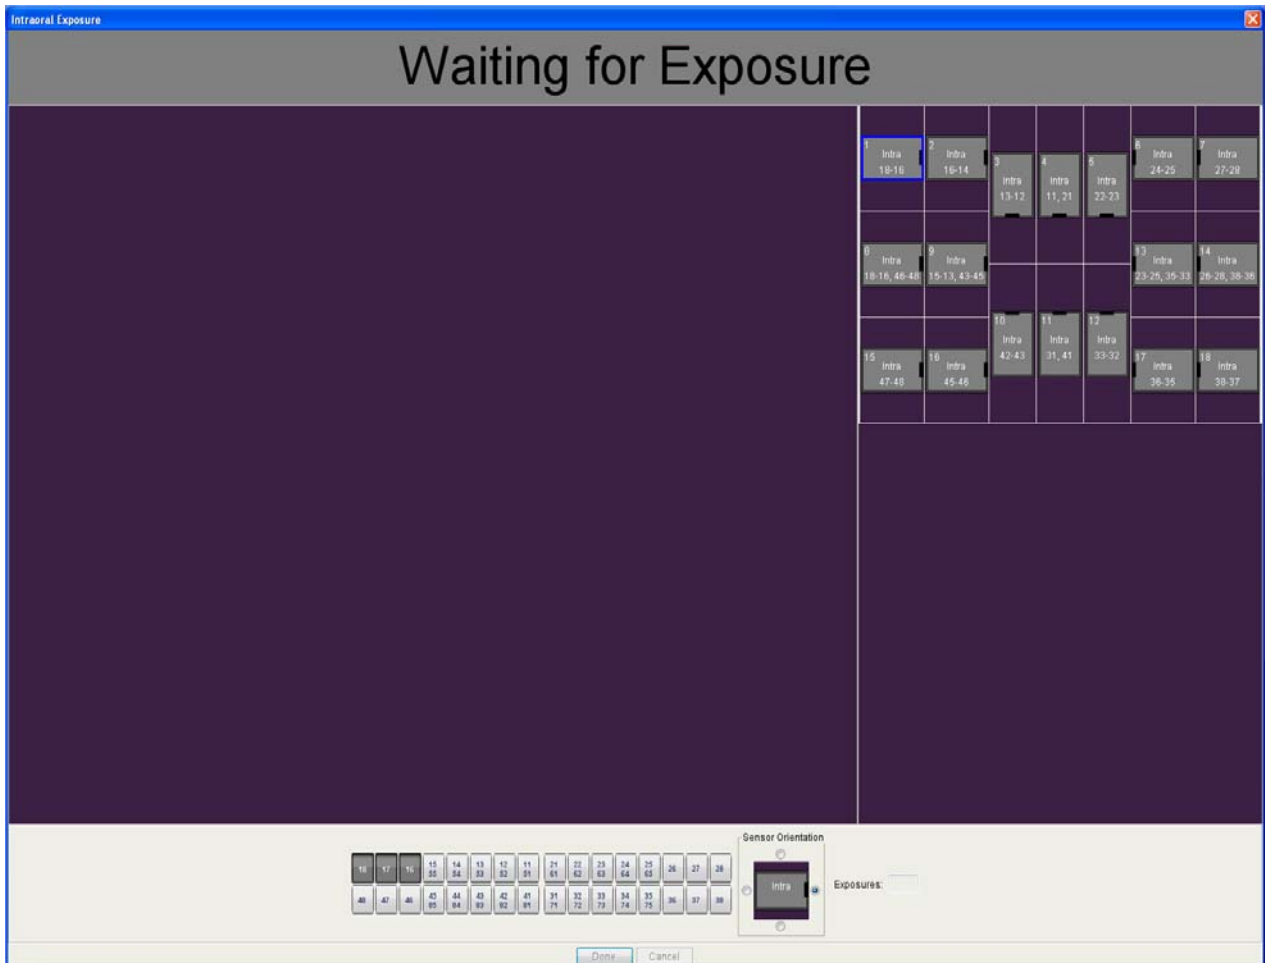 Intraoral Exposure
Waiting for Exposure
1 Intra 18-16
2 Intra 16-14
3 Intra 13-12
4 Intra 11, 21
5 Intra 22-23
6 Intra 24-25
7 Intra 27-28
8 Intra 18-16, 46-48
9 Intra 15-13, 43-45
13 Intra 23-25, 35-33
14 Intra 26-28, 38-36
10 Intra 42-43
11 Intra 31, 41
12 Intra 33-32
15 Intra 47-48
16 Intra 45-46
17 Intra 36-35
18 Intra 38-37
Sensor Orientation
18 17 16 15 14 13 12 11 21 22 23 24 25 26 27 28
55 54 53 52 51 61 62 63 64 65
48 47 46 45 44 43 42 41 31 32 33 34 35 36 37 38
85 84 83 82 81 71 72 73 74 75
Intra
Exposures:
Done Cancel